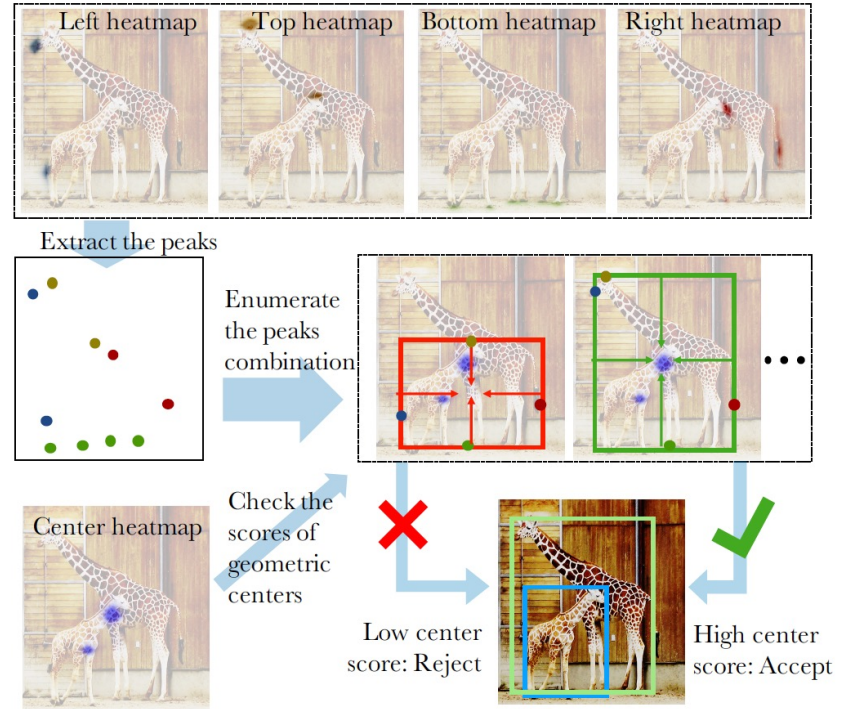 Left heatmap
Top heatmap
Bottom heatmap
Right heatmap
Extract the peaks
Enumerate
the peaks
combination
Center heatmap
Check the
scores of
geometric
centers
Low center
score: Reject
High center
score: Accept